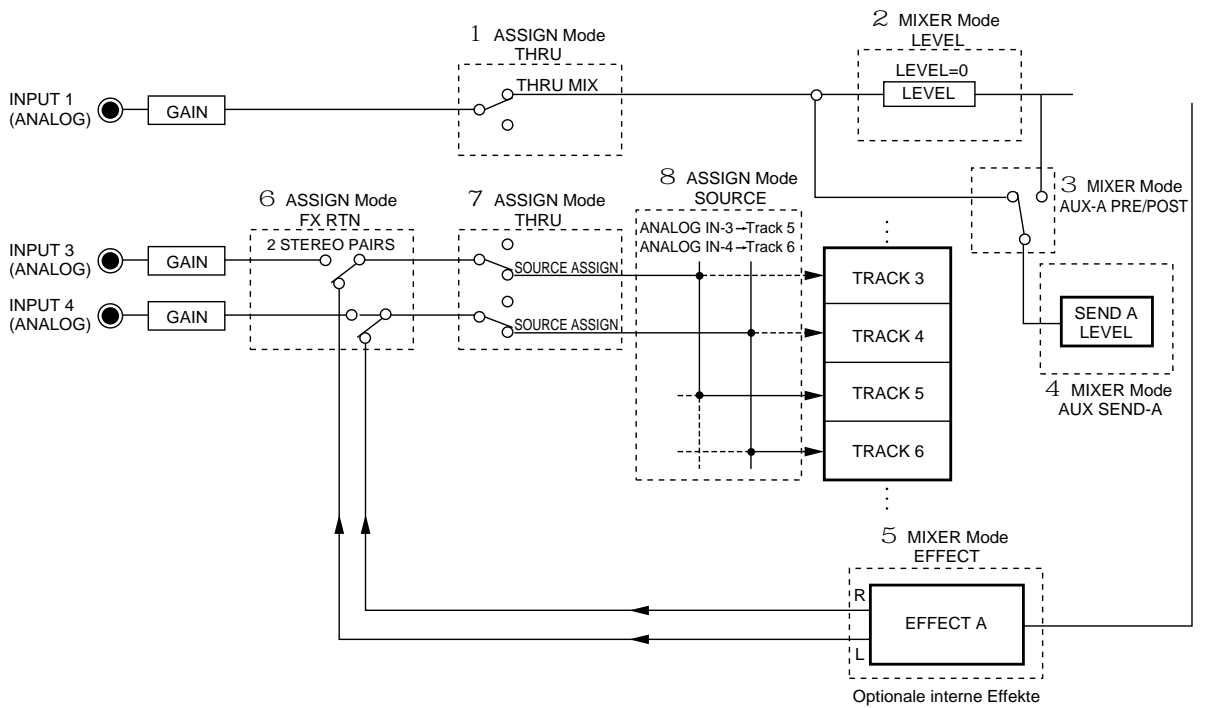 1 ASSIGN Mode
THRU
2 MIXER Mode
LEVEL
THRU MIX
LEVEL=0
LEVEL
INPUT 1
(ANALOG)
GAIN
3 MIXER Mode
AUX-A PRE/POST
6 ASSIGN Mode
FX RTN
2 STEREO PAIRS
7 ASSIGN Mode
THRU
8 ASSIGN Mode
SOURCE
ANALOG IN-3→Track 5
ANALOG IN-4→Track 6
INPUT 3
(ANALOG)
GAIN
SOURCE ASSIGN
TRACK 3
INPUT 4
(ANALOG)
GAIN
SOURCE ASSIGN
TRACK 4
SEND A
LEVEL
4 MIXER Mode
AUX SEND-A
TRACK 5
TRACK 6
5 MIXER Mode
EFFECT
R
EFFECT A
L
Optionale interne Effekte